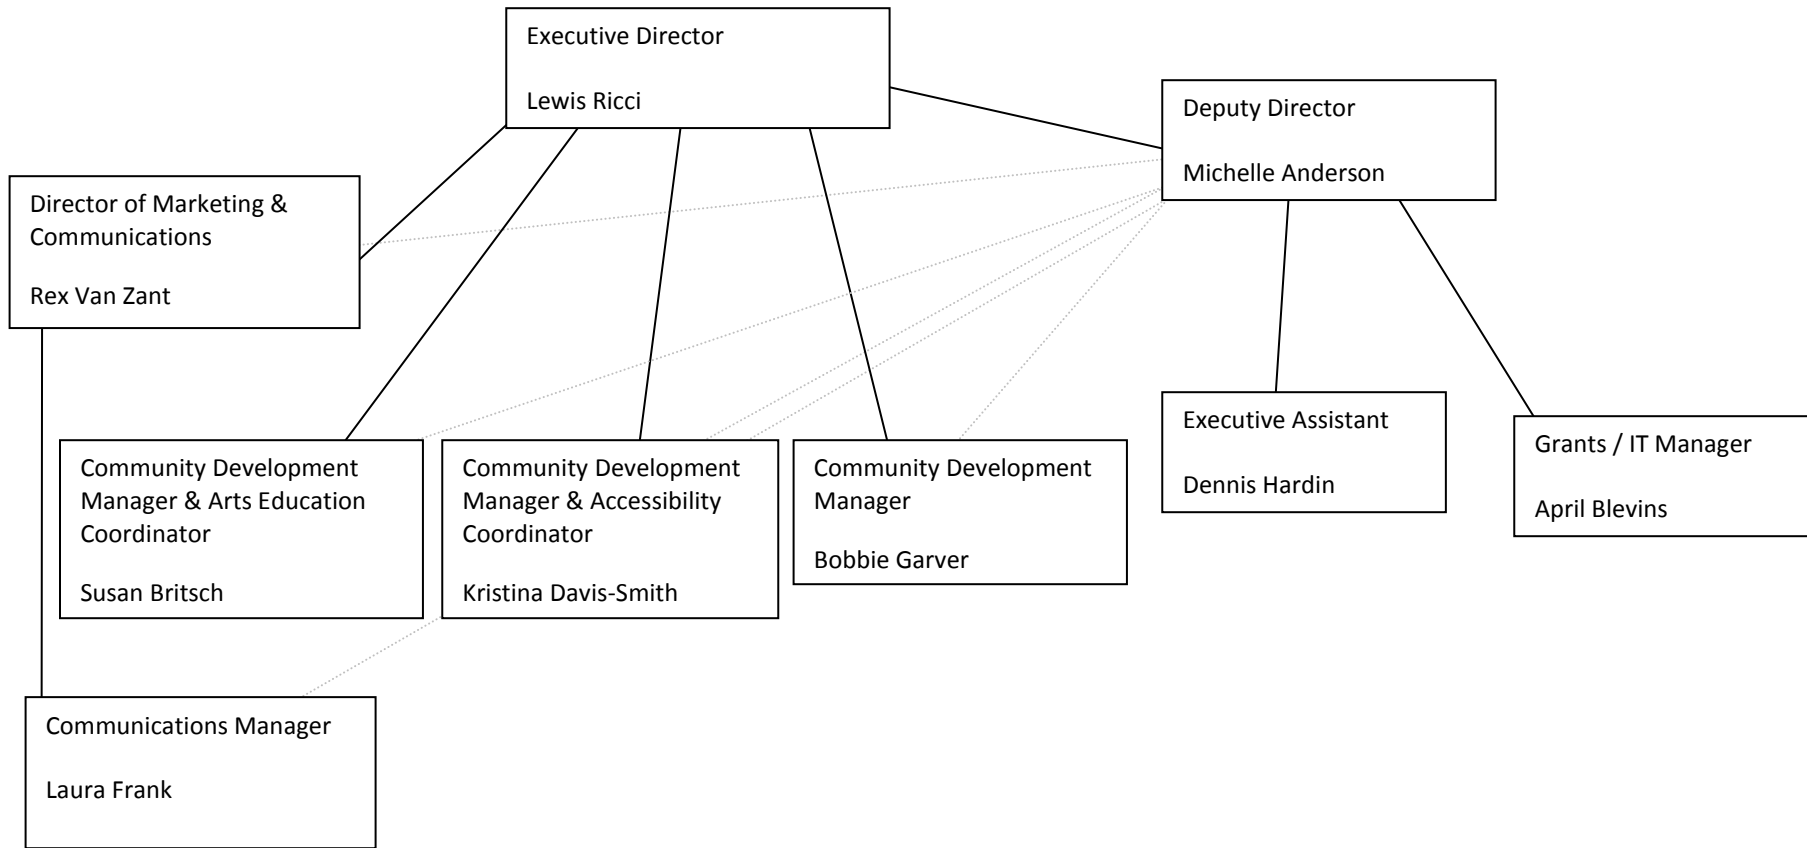 Executive Director
Lewis Ricci
Deputy Director
Michelle Anderson
Director of Marketing &
Communications
Rex Van Zant
Community Development
Manager & Arts Education
Coordinator
Susan Britsch
Community Development
Manager & Accessibility
Coordinator
Kristina Davis-Smith
Community Development
Manager
Bobbie Garver
Executive Assistant
Dennis Hardin
Grants / IT Manager
April Blevins
Communications Manager
Laura Frank